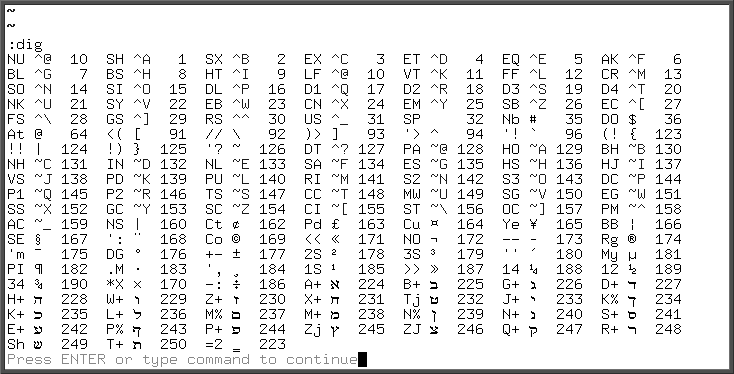 ~
~
:dig
NU ^@ 10 SH ^A 1 SX ^B 2 EX ^C 3 ET ^D 4 EQ ^E 5 AK ^F 6
BL ^G 7 BS ^H 8 HT ^I 9 LF ^@ 10 VT ^K 11 FF ^L 12 CR ^M 13
SO ^N 14 SI ^O 15 DL ^P 16 D1 ^Q 17 D2 ^R 18 D3 ^S 19 D4 ^T 20
NK ^U 21 SY ^V 22 EB ^W 23 CN ^X 24 EM ^Y 25 SB ^Z 26 EC ^[ 27
FS ^\ 28 GS ^] 29 RS ^^ 30 US ^_ 31 SP 32 Nb # 35 DO $ 36
At @ 64 <( [ 91 // \ 92 )> ] 93 '> ^ 94 '! ` 96 (! { 123
!! | 124 !) } 125 '? ~ 126 DT ^? 127 PA ~@ 128 HO ~A 129 BH ~B 130
NH ~C 131 IN ~D 132 NL ~E 133 SA ~F 134 ES ~G 135 HS ~H 136 HJ ~I 137
VS ~J 138 PD ~K 139 PU ~L 140 RI ~M 141 S2 ~N 142 S3 ~O 143 DC ~P 144
P1 ~Q 145 P2 ~R 146 TS ~S 147 CC ~T 148 MW ~U 149 SG ~V 150 EG ~W 151
SS ~X 152 GC ~Y 153 SC ~Z 154 CI ~[ 155 ST ~\ 156 OC ~] 157 PM ~^ 158
AC ~_ 159 NS | 160 Ct ¢ 162 Pd £ 163 Cu ¤ 164 Ye ¥ 165 BB ¦ 166
SE § 167 ': ¨ 168 Co © 169 << « 171 NO ¬ 172 -- - 173 Rg ® 174
'm ¯ 175 DG ° 176 +- ± 177 2S ² 178 3S ³ 179 '' ´ 180 My µ 181
PI ¶ 182 .M · 183 ', ¸ 184 1S ¹ 185 >> » 187 14 ¼ 188 12 ½ 189
34 ¾ 190 *X × 170 -: ÷ 186 A+ א 224 B+ ב 225 G+ ג 226 D+ ד 227
H+ ה 228 W+ ו 229 Z+ ז 230 X+ ח 231 Tj ט 232 J+ י 233 K% ך 234
K+ כ 235 L+ ל 236 M% ם 237 M+ מ 238 N% ן 239 N+ נ 240 S+ ס 241
E+ ע 242 P% ף 243 P+ פ 244 Zj ץ 245 ZJ צ 246 Q+ ק 247 R+ ר 248
Sh ש 249 T+ ת 250 =2 ‗ 223
Press ENTER or type command to continue